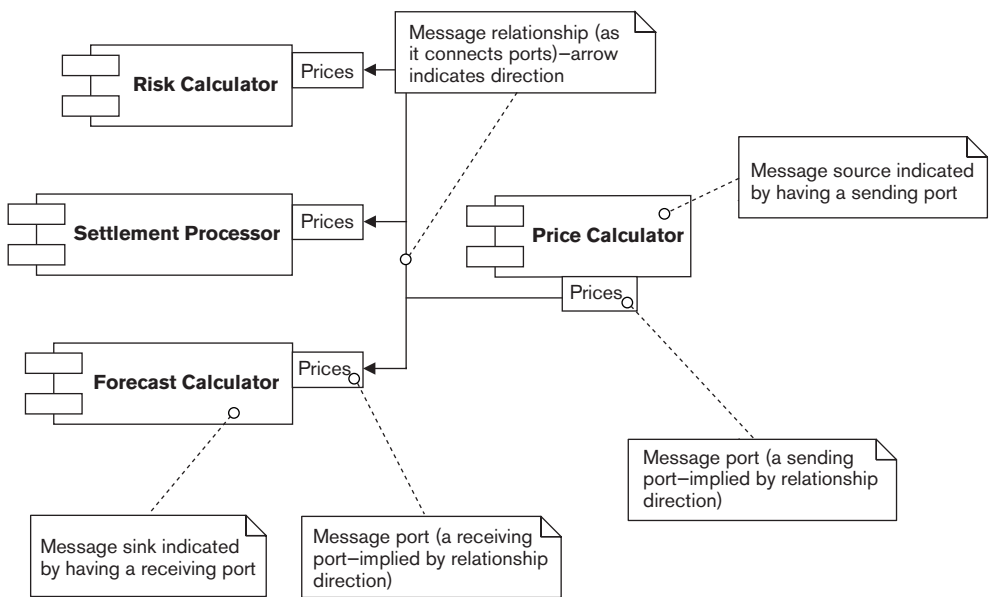 Message relationship (as
it connects ports)–arrow
indicates direction
Risk Calculator
Prices
Message source indicated
by having a sending port
Settlement Processor
Prices
Price Calculator
Prices
Forecast Calculator
Prices
Message port (a sending
port–implied by relationship
direction)
Message sink indicated
by having a receiving port
Message port (a receiving
port–implied by relationship
direction)